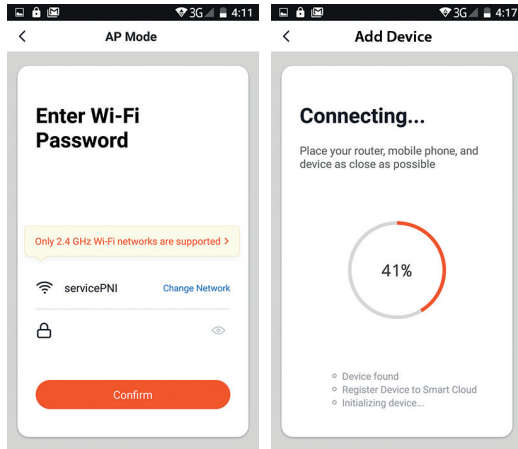 3G 4:11
AP Mode
Enter Wi-Fi
Password
Only 2.4 GHz Wi-Fi networks are supported >
servicePNI Change Network
Confirm
3G 4:17
Add Device
Connecting...
Place your router, mobile phone, and
device as close as possible
41%
Device found
Register Device to Smart Cloud
Initializing device...